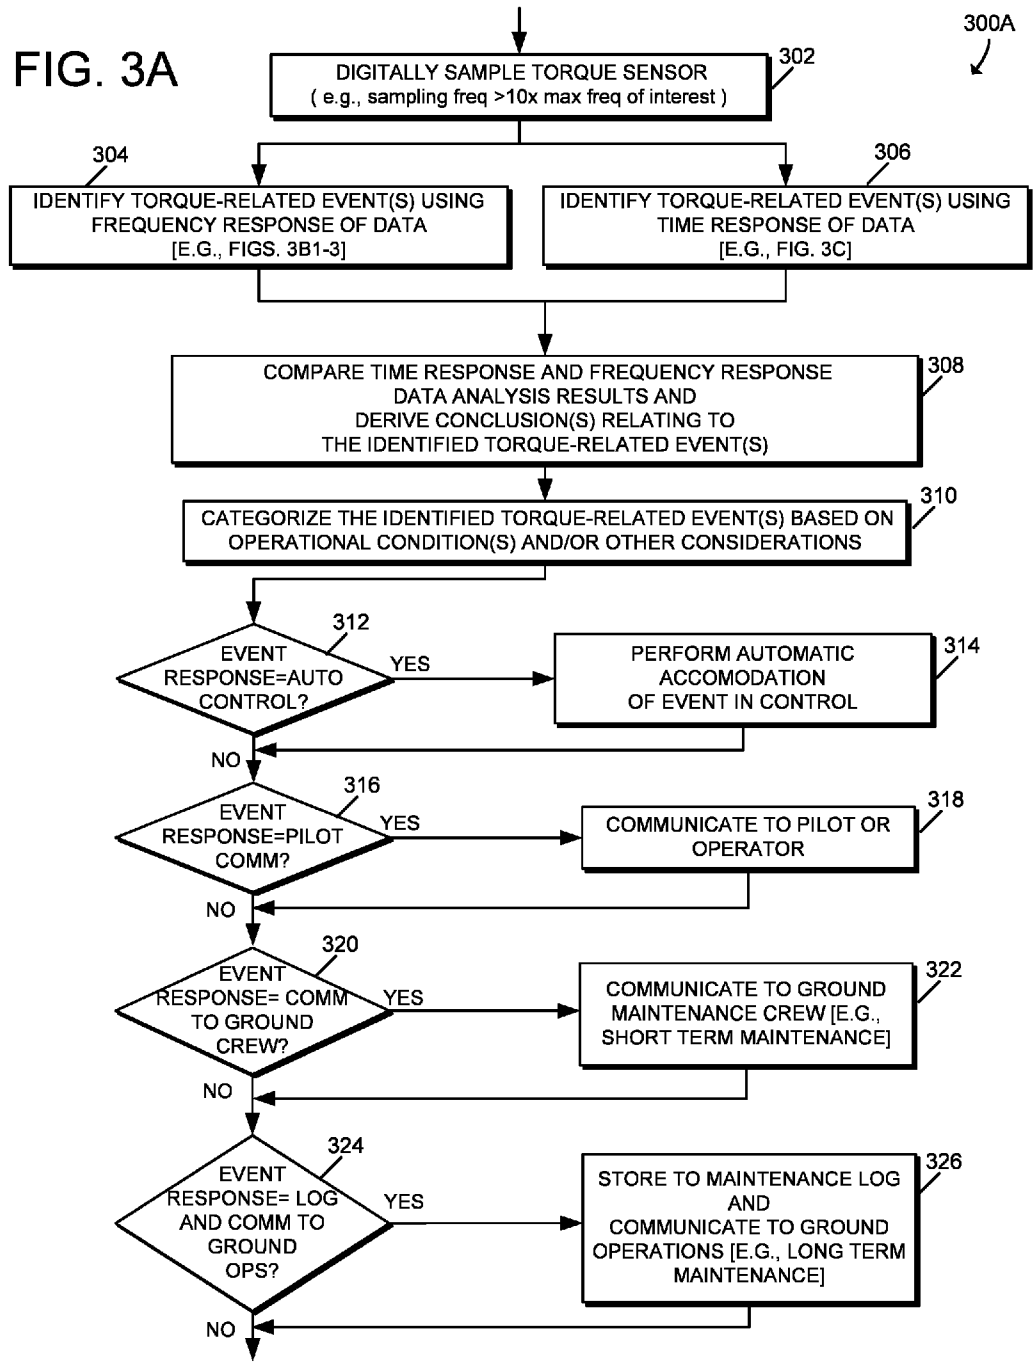 300A
FIG. 3A
302
DIGITALLY SAMPLE TORQUE SENSOR
( e.g., sampling freq >10x max freq of interest )
304
IDENTIFY TORQUE-RELATED EVENT(S) USING
FREQUENCY RESPONSE OF DATA
[E.G., FIGS. 3B1-3]
306
IDENTIFY TORQUE-RELATED EVENT(S) USING
TIME RESPONSE OF DATA
[E.G., FIG. 3C]
308
COMPARE TIME RESPONSE AND FREQUENCY RESPONSE
DATA ANALYSIS RESULTS AND
DERIVE CONCLUSION(S) RELATING TO
THE IDENTIFIED TORQUE-RELATED EVENT(S)
310
CATEGORIZE THE IDENTIFIED TORQUE-RELATED EVENT(S) BASED ON
OPERATIONAL CONDITION(S) AND/OR OTHER CONSIDERATIONS
312
EVENT
RESPONSE=AUTO
CONTROL?
YES
314
PERFORM AUTOMATIC
ACCOMODATION
OF EVENT IN CONTROL
NO
316
EVENT
RESPONSE=PILOT
COMM?
YES
318
COMMUNICATE TO PILOT OR
OPERATOR
NO
320
EVENT
RESPONSE= COMM
TO GROUND
CREW?
YES
322
COMMUNICATE TO GROUND
MAINTENANCE CREW [E.G.,
SHORT TERM MAINTENANCE]
NO
324
EVENT
RESPONSE= LOG
AND COMM TO
GROUND
OPS?
YES
326
STORE TO MAINTENANCE LOG
AND
COMMUNICATE TO GROUND
OPERATIONS [E.G., LONG TERM
MAINTENANCE]
NO